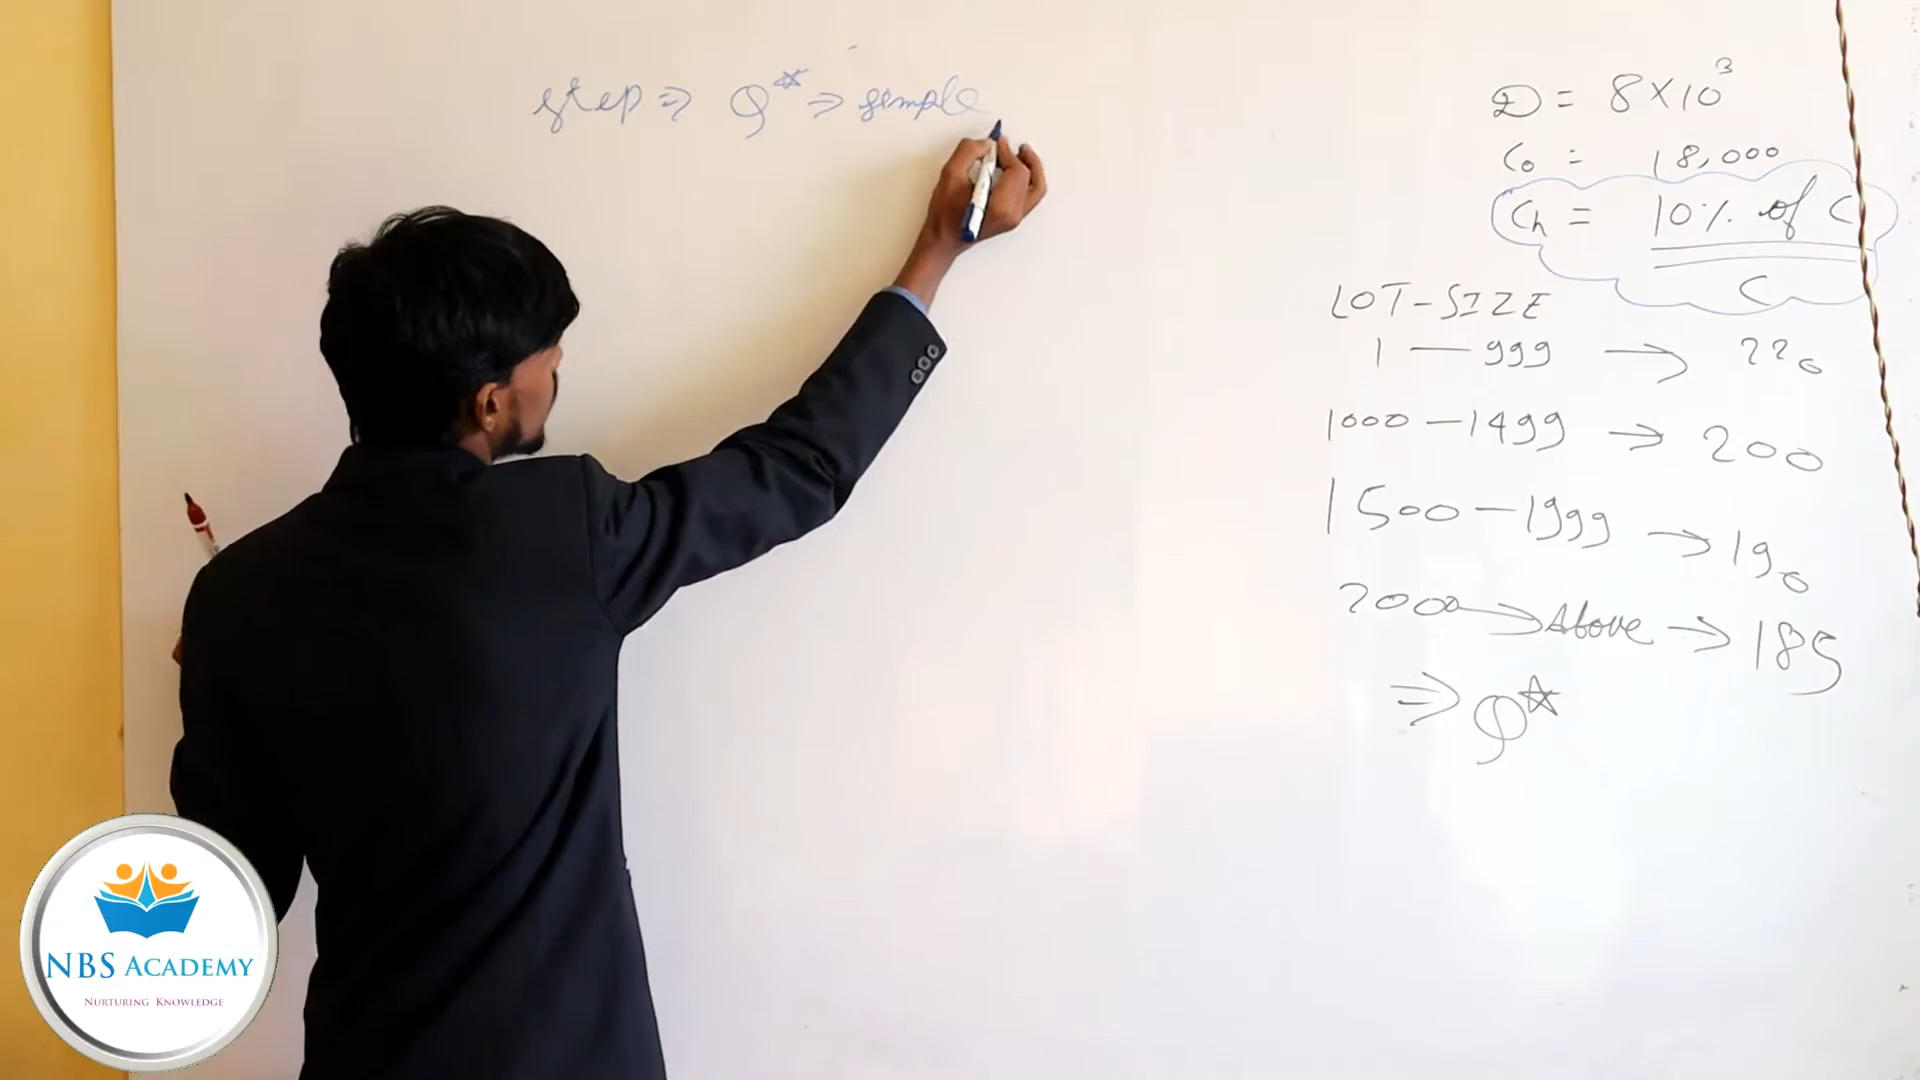 step ⇒ Q* ⇒ simple
D = 8×10³
Co = 18,000
Ch = 10% of C
C
LOT-SIZE
1 — 999 → 220
1000 — 1499 → 200
1500 — 1999 → 190
2000 → Above → 185
⇒ Q*
NBS ACADEMY
NURTURING KNOWLEDGE